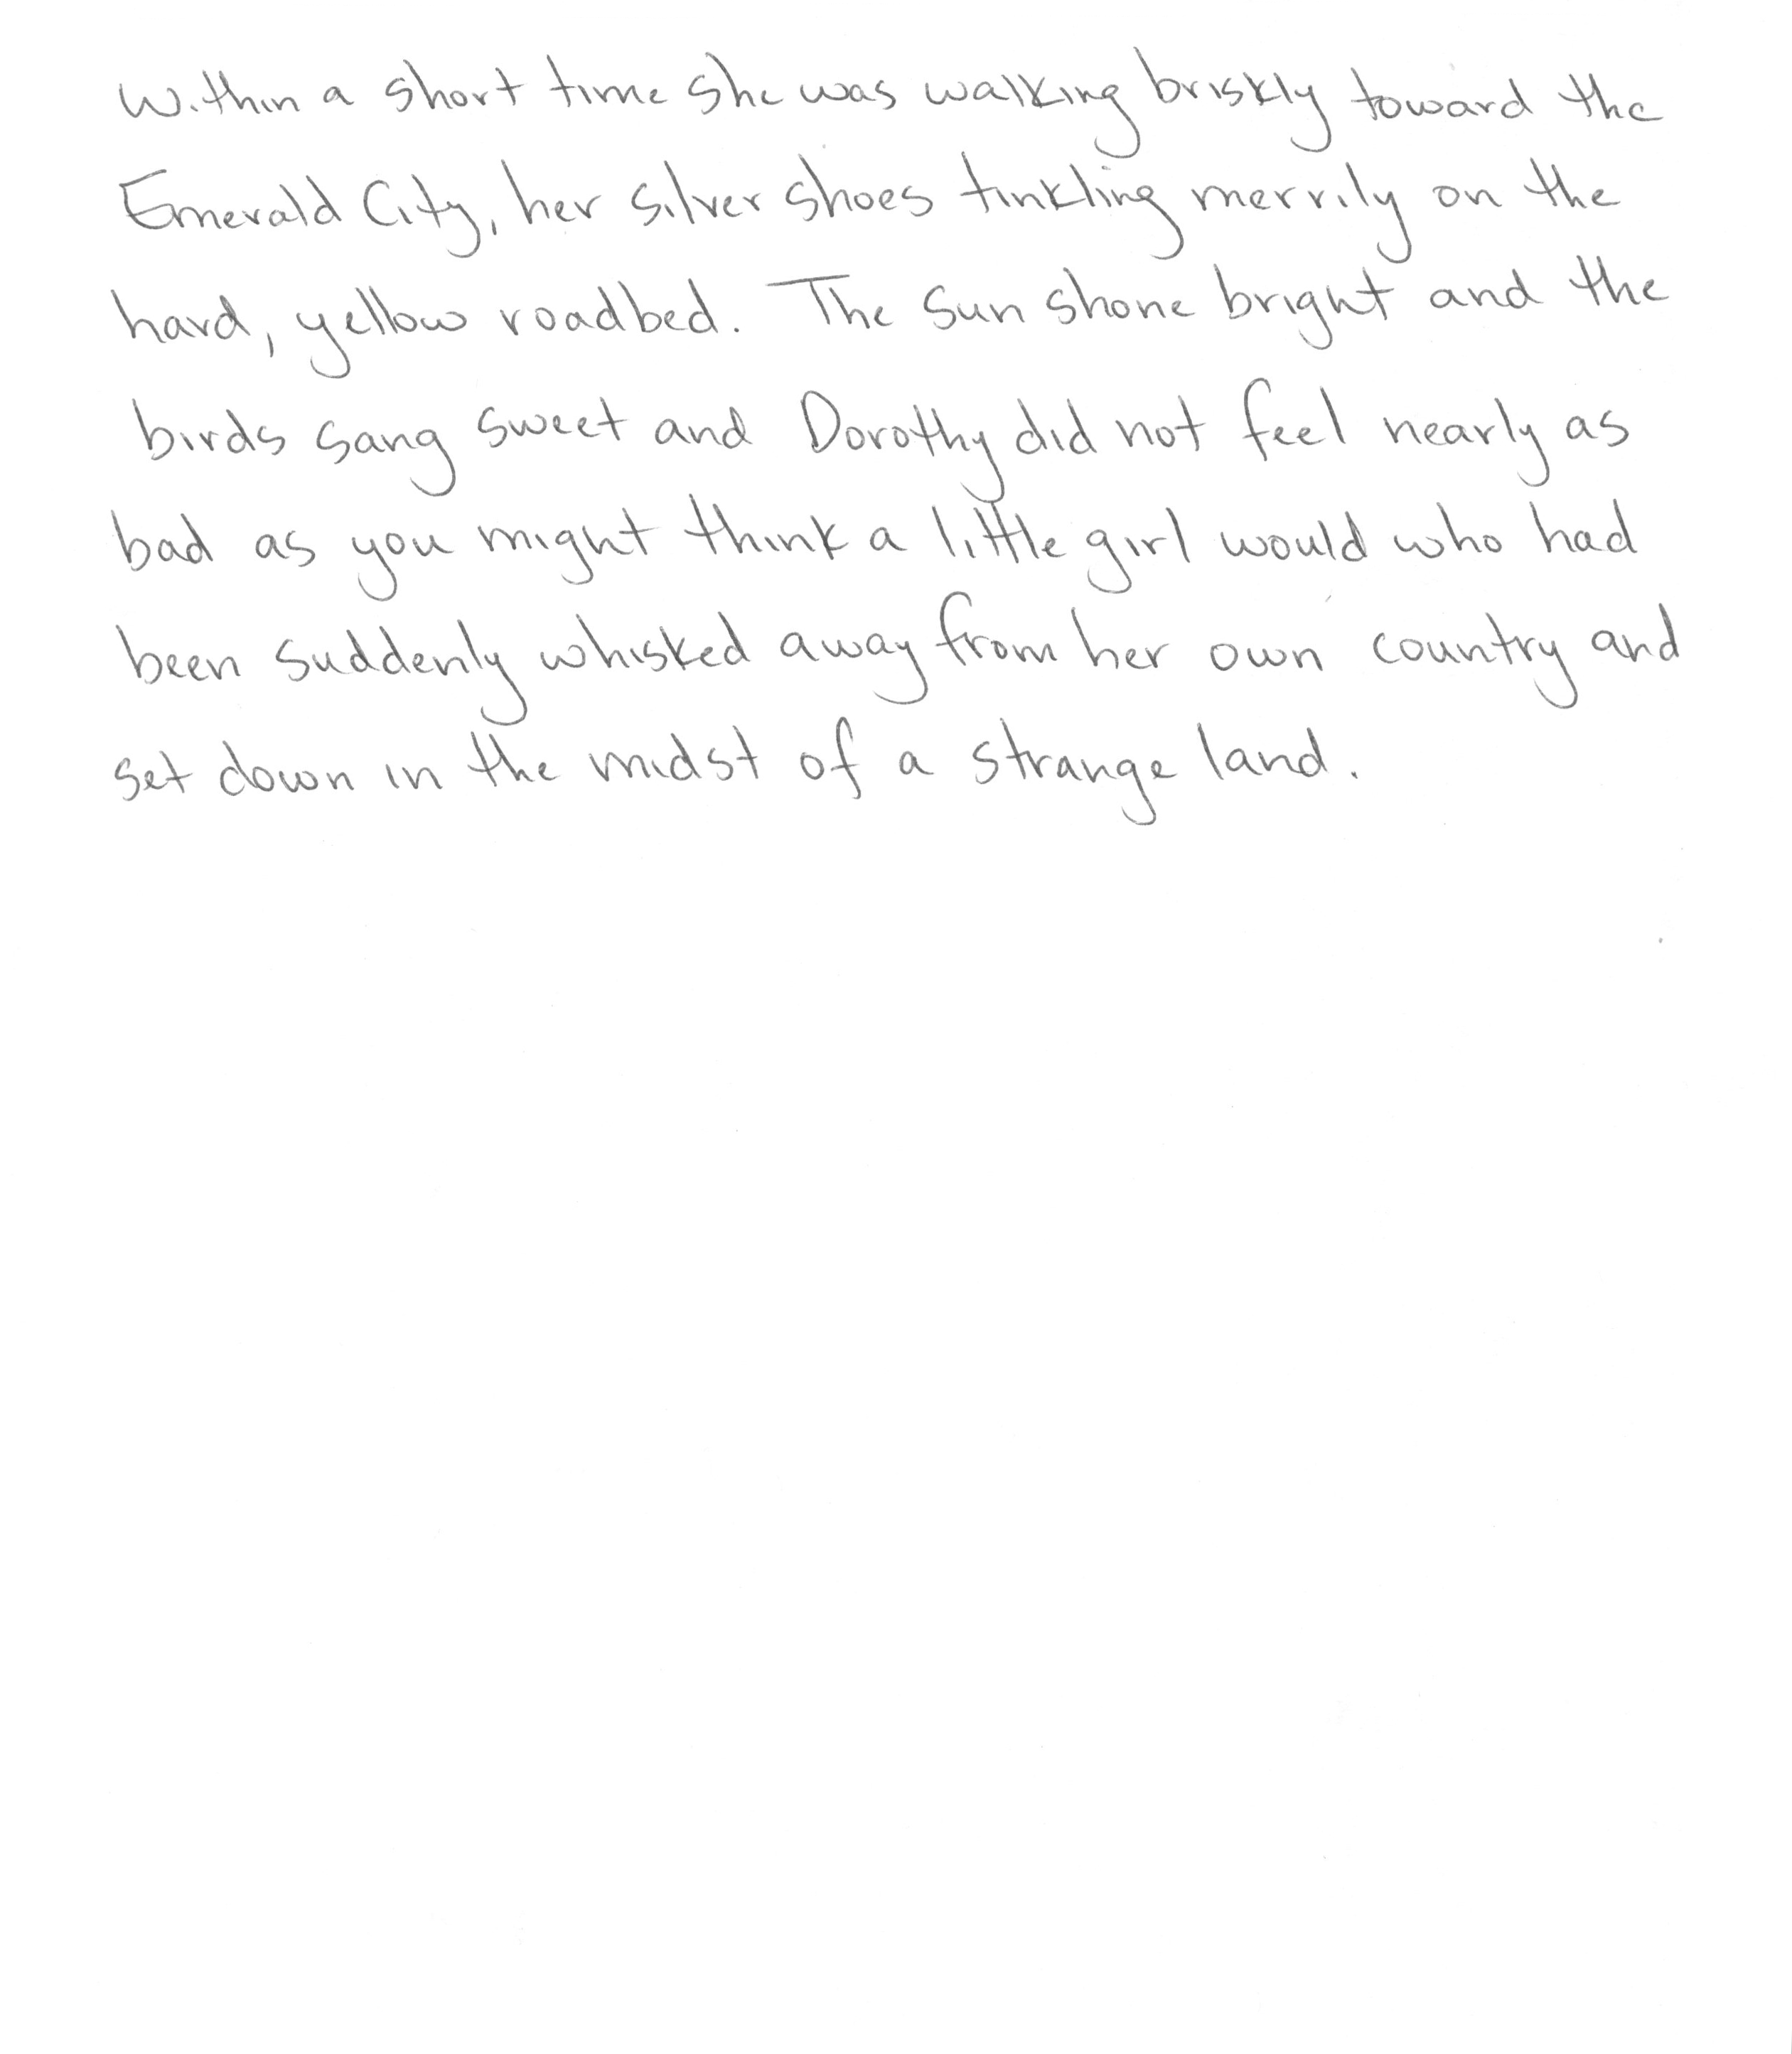 Within a short time she was walking briskly toward the
Emerald City, her silver shoes tinkling merrily on the
hard, yellow roadbed. The sun shone bright and the
birds sang sweet and Dorothy did not feel nearly as
bad as you might think a little girl would who had
been suddenly whisked away from her own country and
set down in the midst of a strange land.